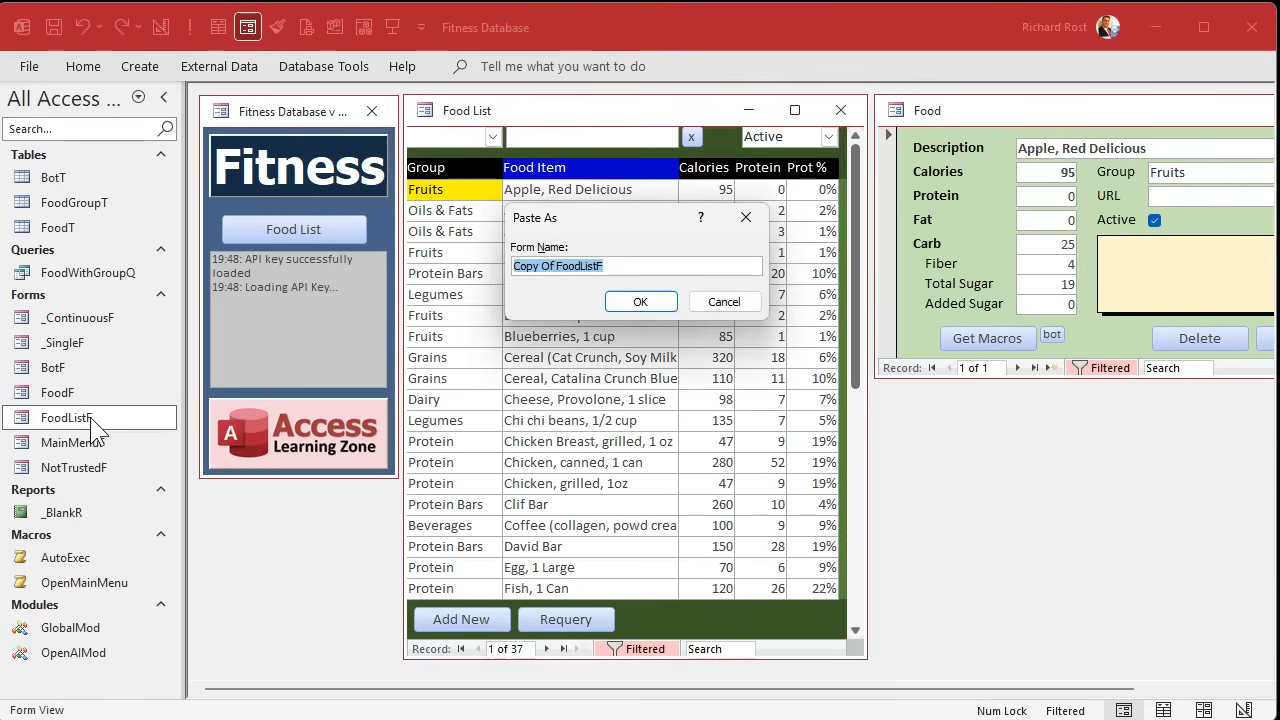 Fitness Database
Richard Rost
File Home Create External Data Database Tools Help Tell me what you want to do
All Access ...
Search...
Tables
BotT
FoodGroupT
FoodT
Queries
FoodWithGroupQ
Forms
_ContinuousF
_SingleF
BotF
FoodF
FoodListF
MainMenu
NotTrustedF
Reports
_BlankR
Macros
AutoExec
OpenMainMenu
Modules
GlobalMod
OpenAIMod
Fitness Database v ...
Fitness
Food List
19:48: API key successfully
loaded
19:48: Loading API Key...
A Access
Learning Zone
Food List
x Active
Group Food Item Calories Protein Prot %
Fruits Apple, Red Delicious 95 0 0%
Oils & Fats 2 2%
Oils & Fats 3 1%
Fruits 1 1%
Protein Bars 20 10%
Legumes 7 6%
Fruits 2 2%
Fruits Blueberries, 1 cup 85 1 1%
Grains Cereal (Cat Crunch, Soy Milk 320 18 6%
Grains Cereal, Catalina Crunch Blue 110 11 10%
Dairy Cheese, Provolone, 1 slice 98 7 7%
Legumes Chi chi beans, 1/2 cup 135 7 5%
Protein Chicken Breast, grilled, 1 oz 47 9 19%
Protein Chicken, canned, 1 can 280 52 19%
Protein Chicken, grilled, 1oz 47 9 19%
Protein Bars Clif Bar 260 10 4%
Beverages Coffee (collagen, powd crea 100 9 9%
Protein Bars David Bar 150 28 19%
Protein Egg, 1 Large 70 6 9%
Protein Fish, 1 Can 120 26 22%
Add New Requery
Record: 1 of 37 Filtered Search
Paste As ?
Form Name:
Copy Of FoodListF
OK Cancel
Food
Description Apple, Red Delicious
Calories 95 Group Fruits
Protein 0 URL
Fat 0 Active
Carb 25
Fiber 4
Total Sugar 19
Added Sugar 0
Get Macros bot Delete
Record: 1 of 1 Filtered Search
Form View
Num Lock Filtered